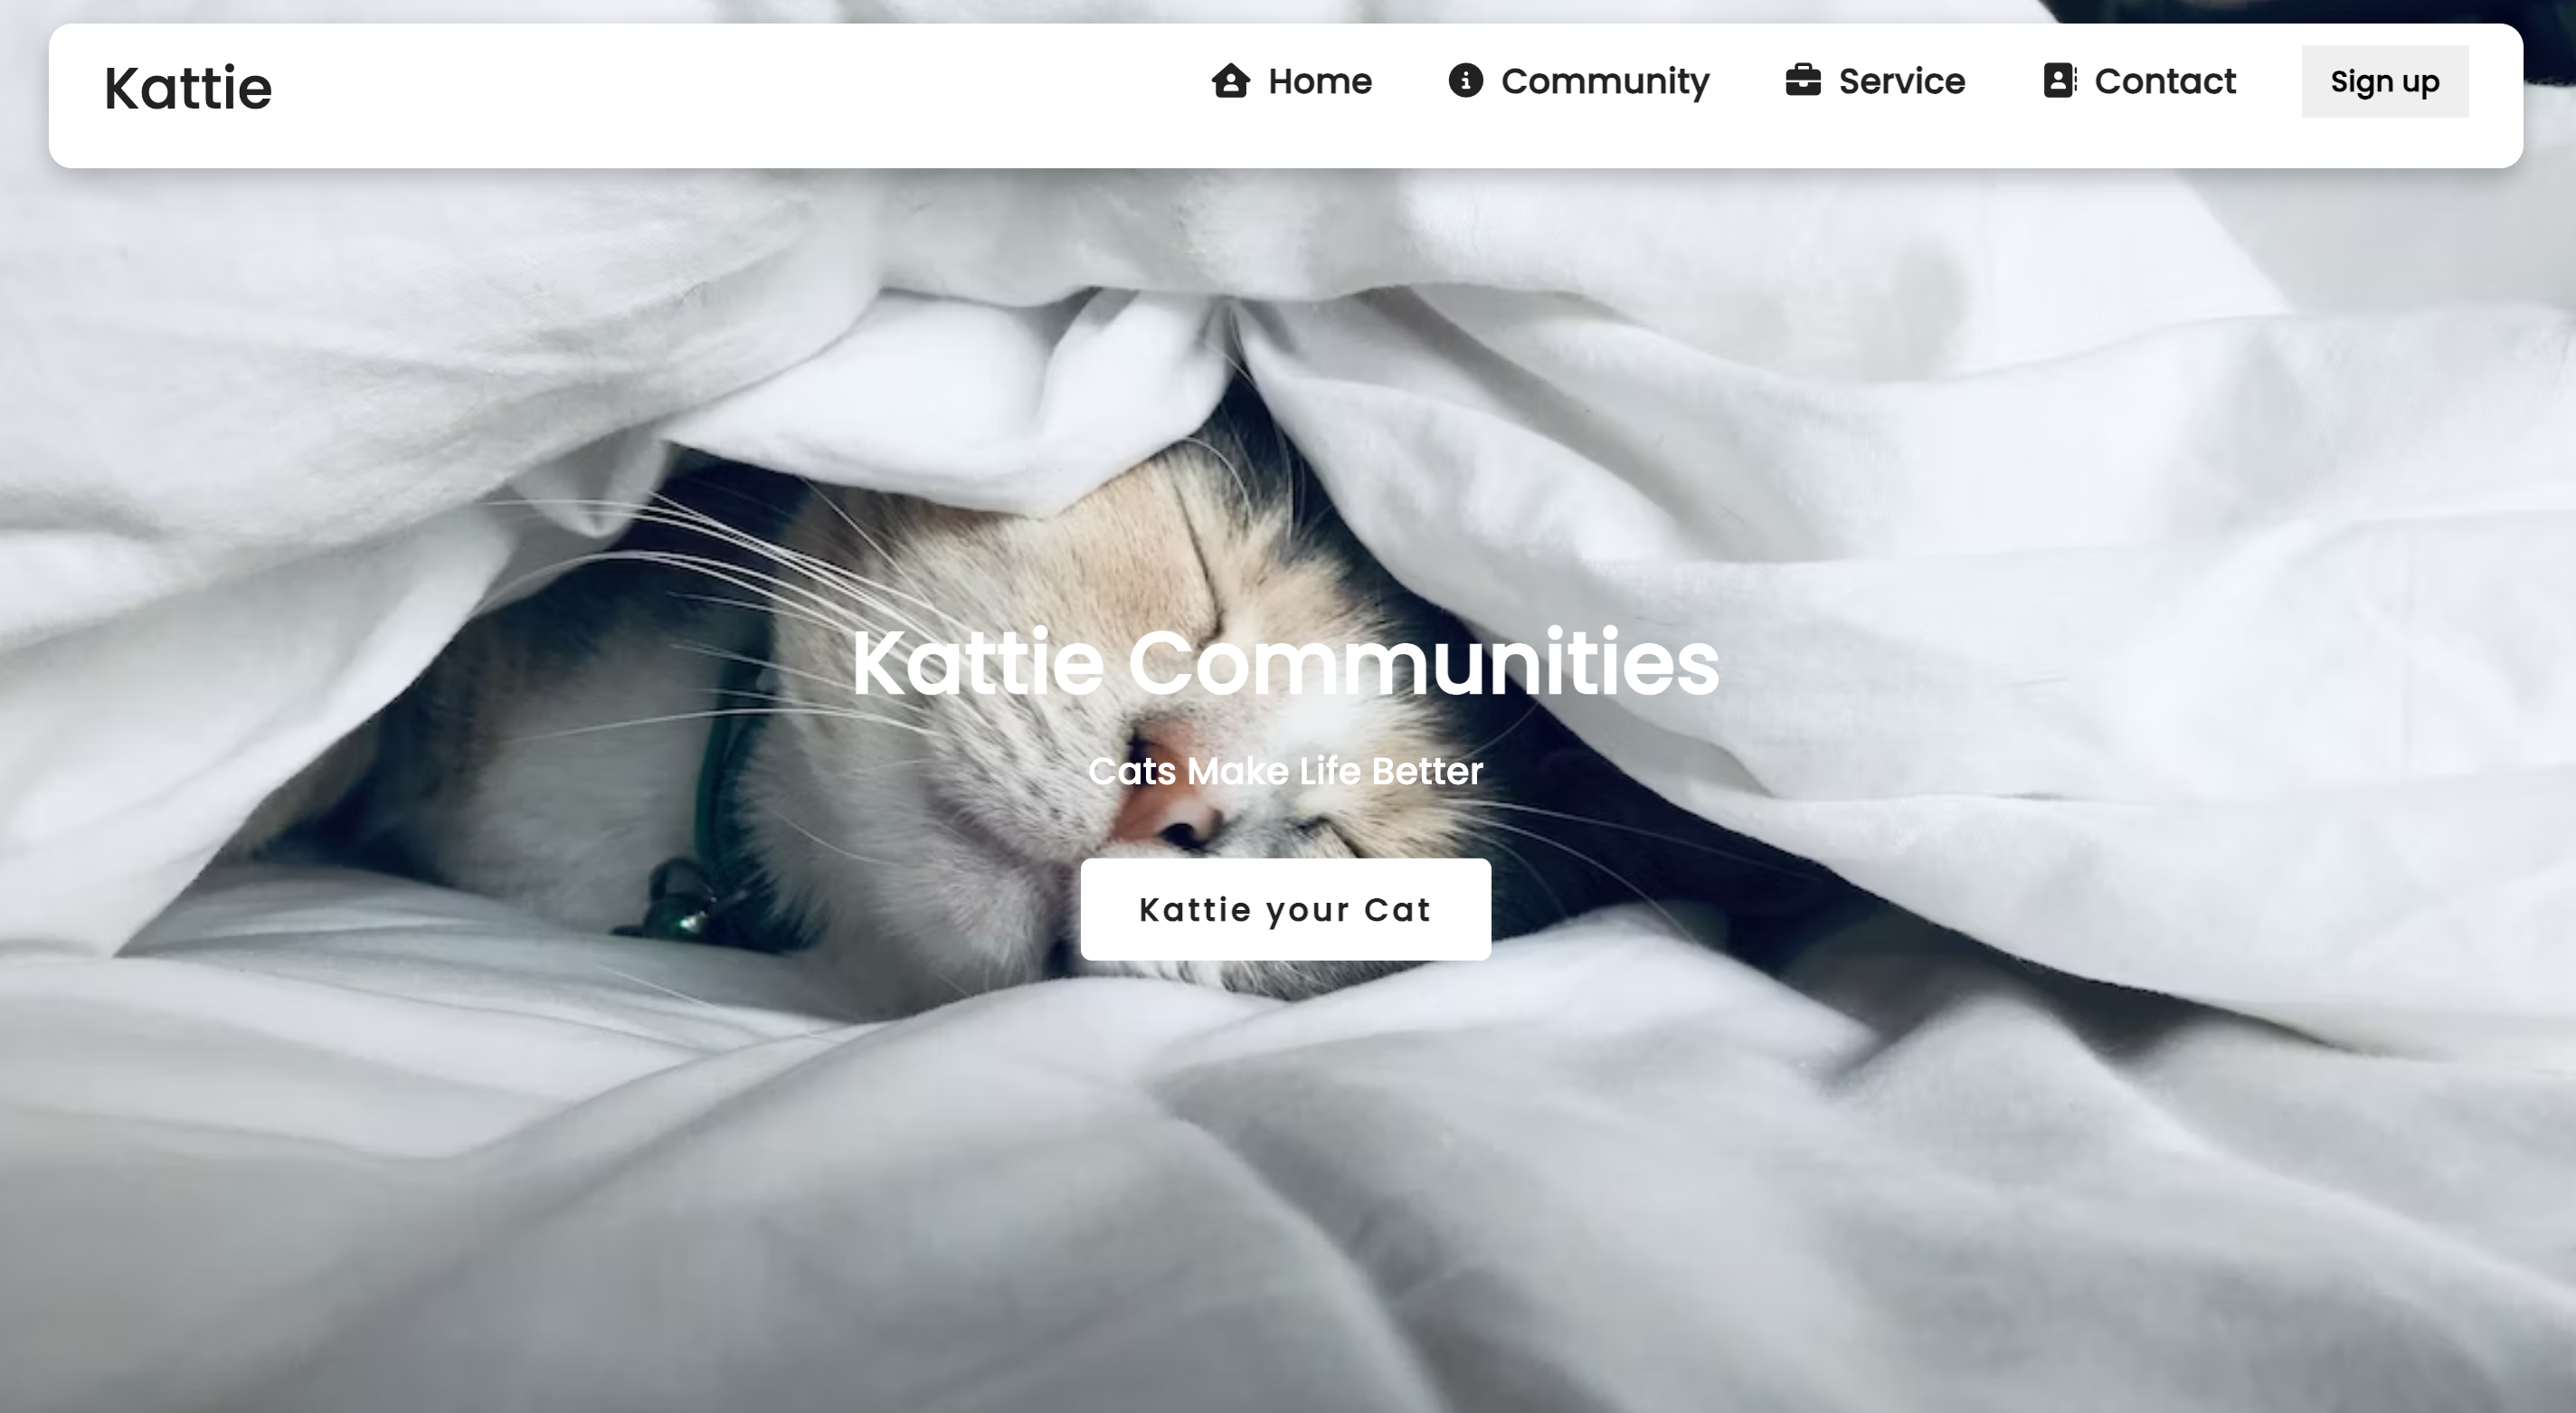 Kattie
Home
Community
Service
Contact
Sign up
Kattie Communities
Cats Make Life Better
Kattie your Cat